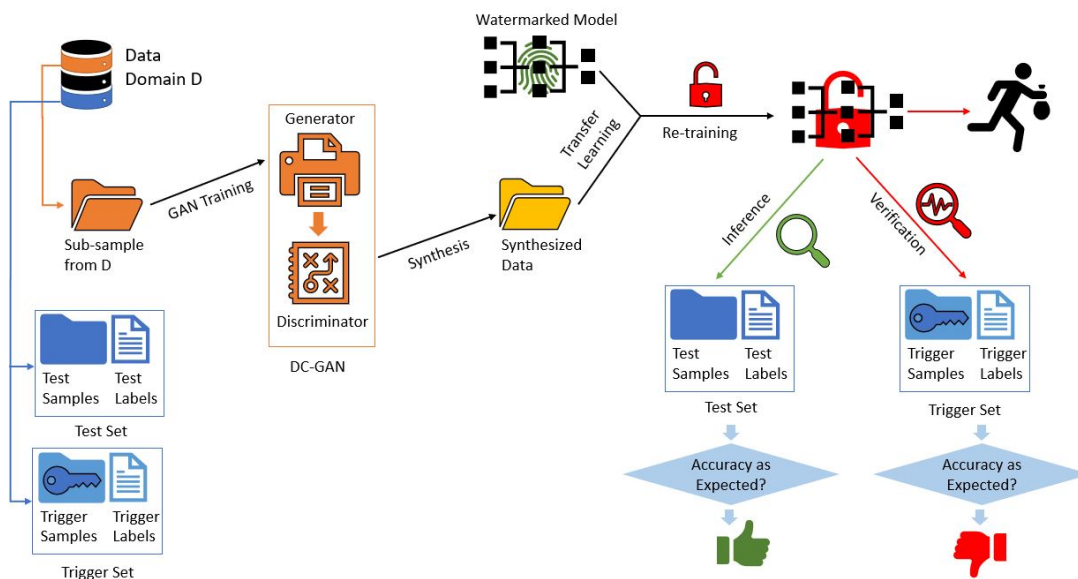 Data
Domain D
Sub-sample
from D
GAN Training
Generator
Discriminator
DC-GAN
Synthesis
Synthesized
Data
Watermarked Model
Transfer
Learning
Re-training
Inference
Verification
Test
Samples
Test
Labels
Test Set
Trigger
Samples
Trigger
Labels
Trigger Set
Test
Samples
Test
Labels
Test Set
Accuracy as
Expected?
Trigger
Samples
Trigger
Labels
Trigger Set
Accuracy as
Expected?